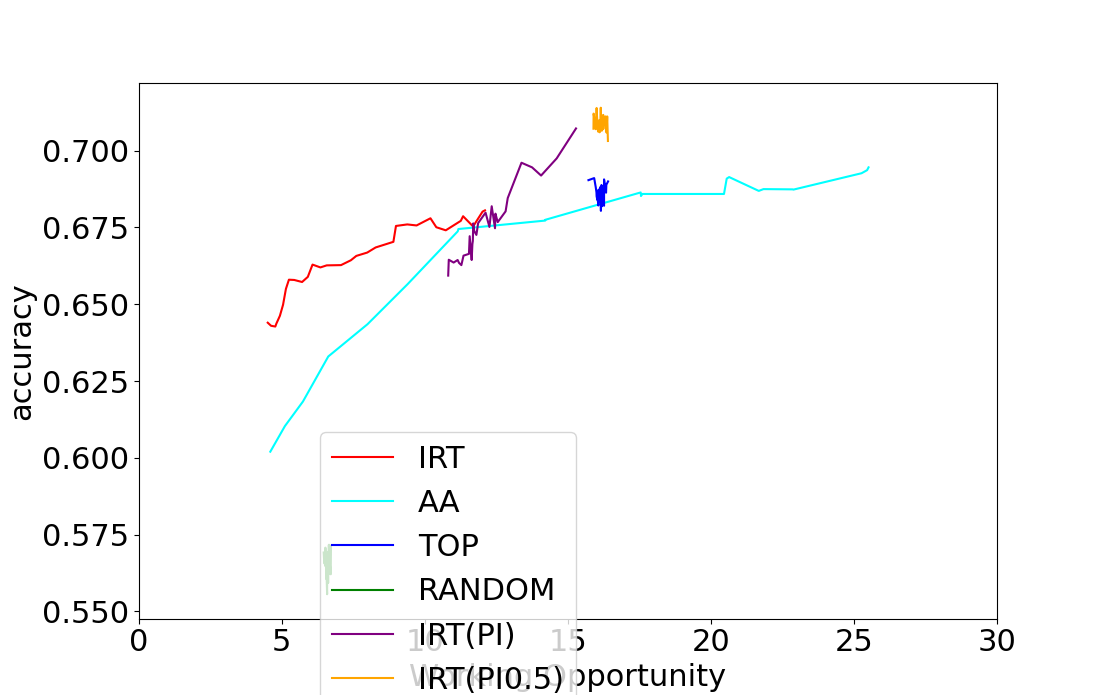 accuracy
0.700
0.675
0.650
0.625
0.600
0.575
0.550
0 5 10 15 20 25 30
Working Opportunity
IRT
AA
TOP
RANDOM
IRT(PI)
IRT(PI0.5)